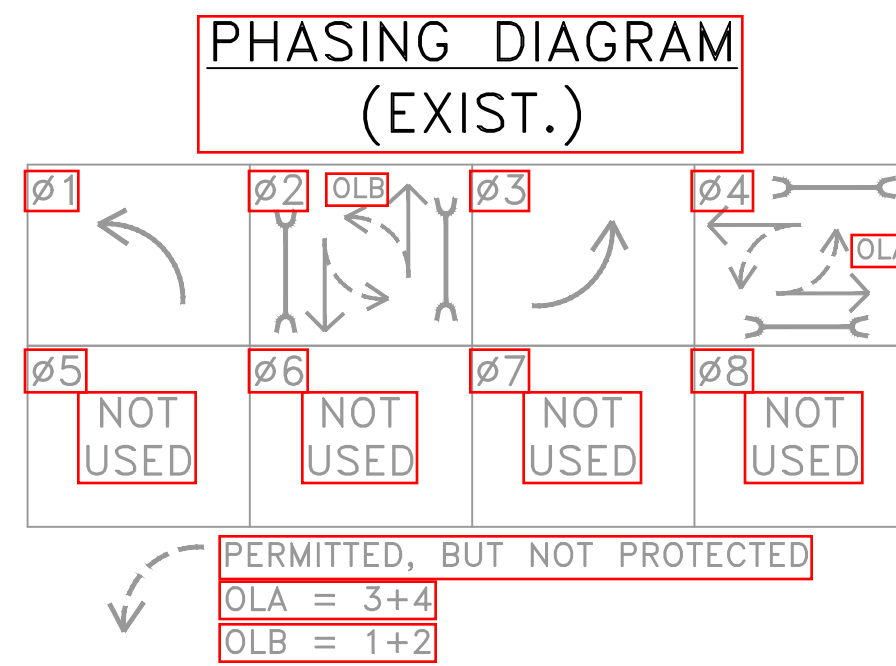 PHASING DIAGRAM
(EXIST.)
Ø1
Ø2 OLB
Ø3
Ø4
OLA
Ø5
NOT
USED
Ø6
NOT
USED
Ø7
NOT
USED
Ø8
NOT
USED
PERMITTED, BUT NOT PROTECTED
OLA = 3+4
OLB = 1+2